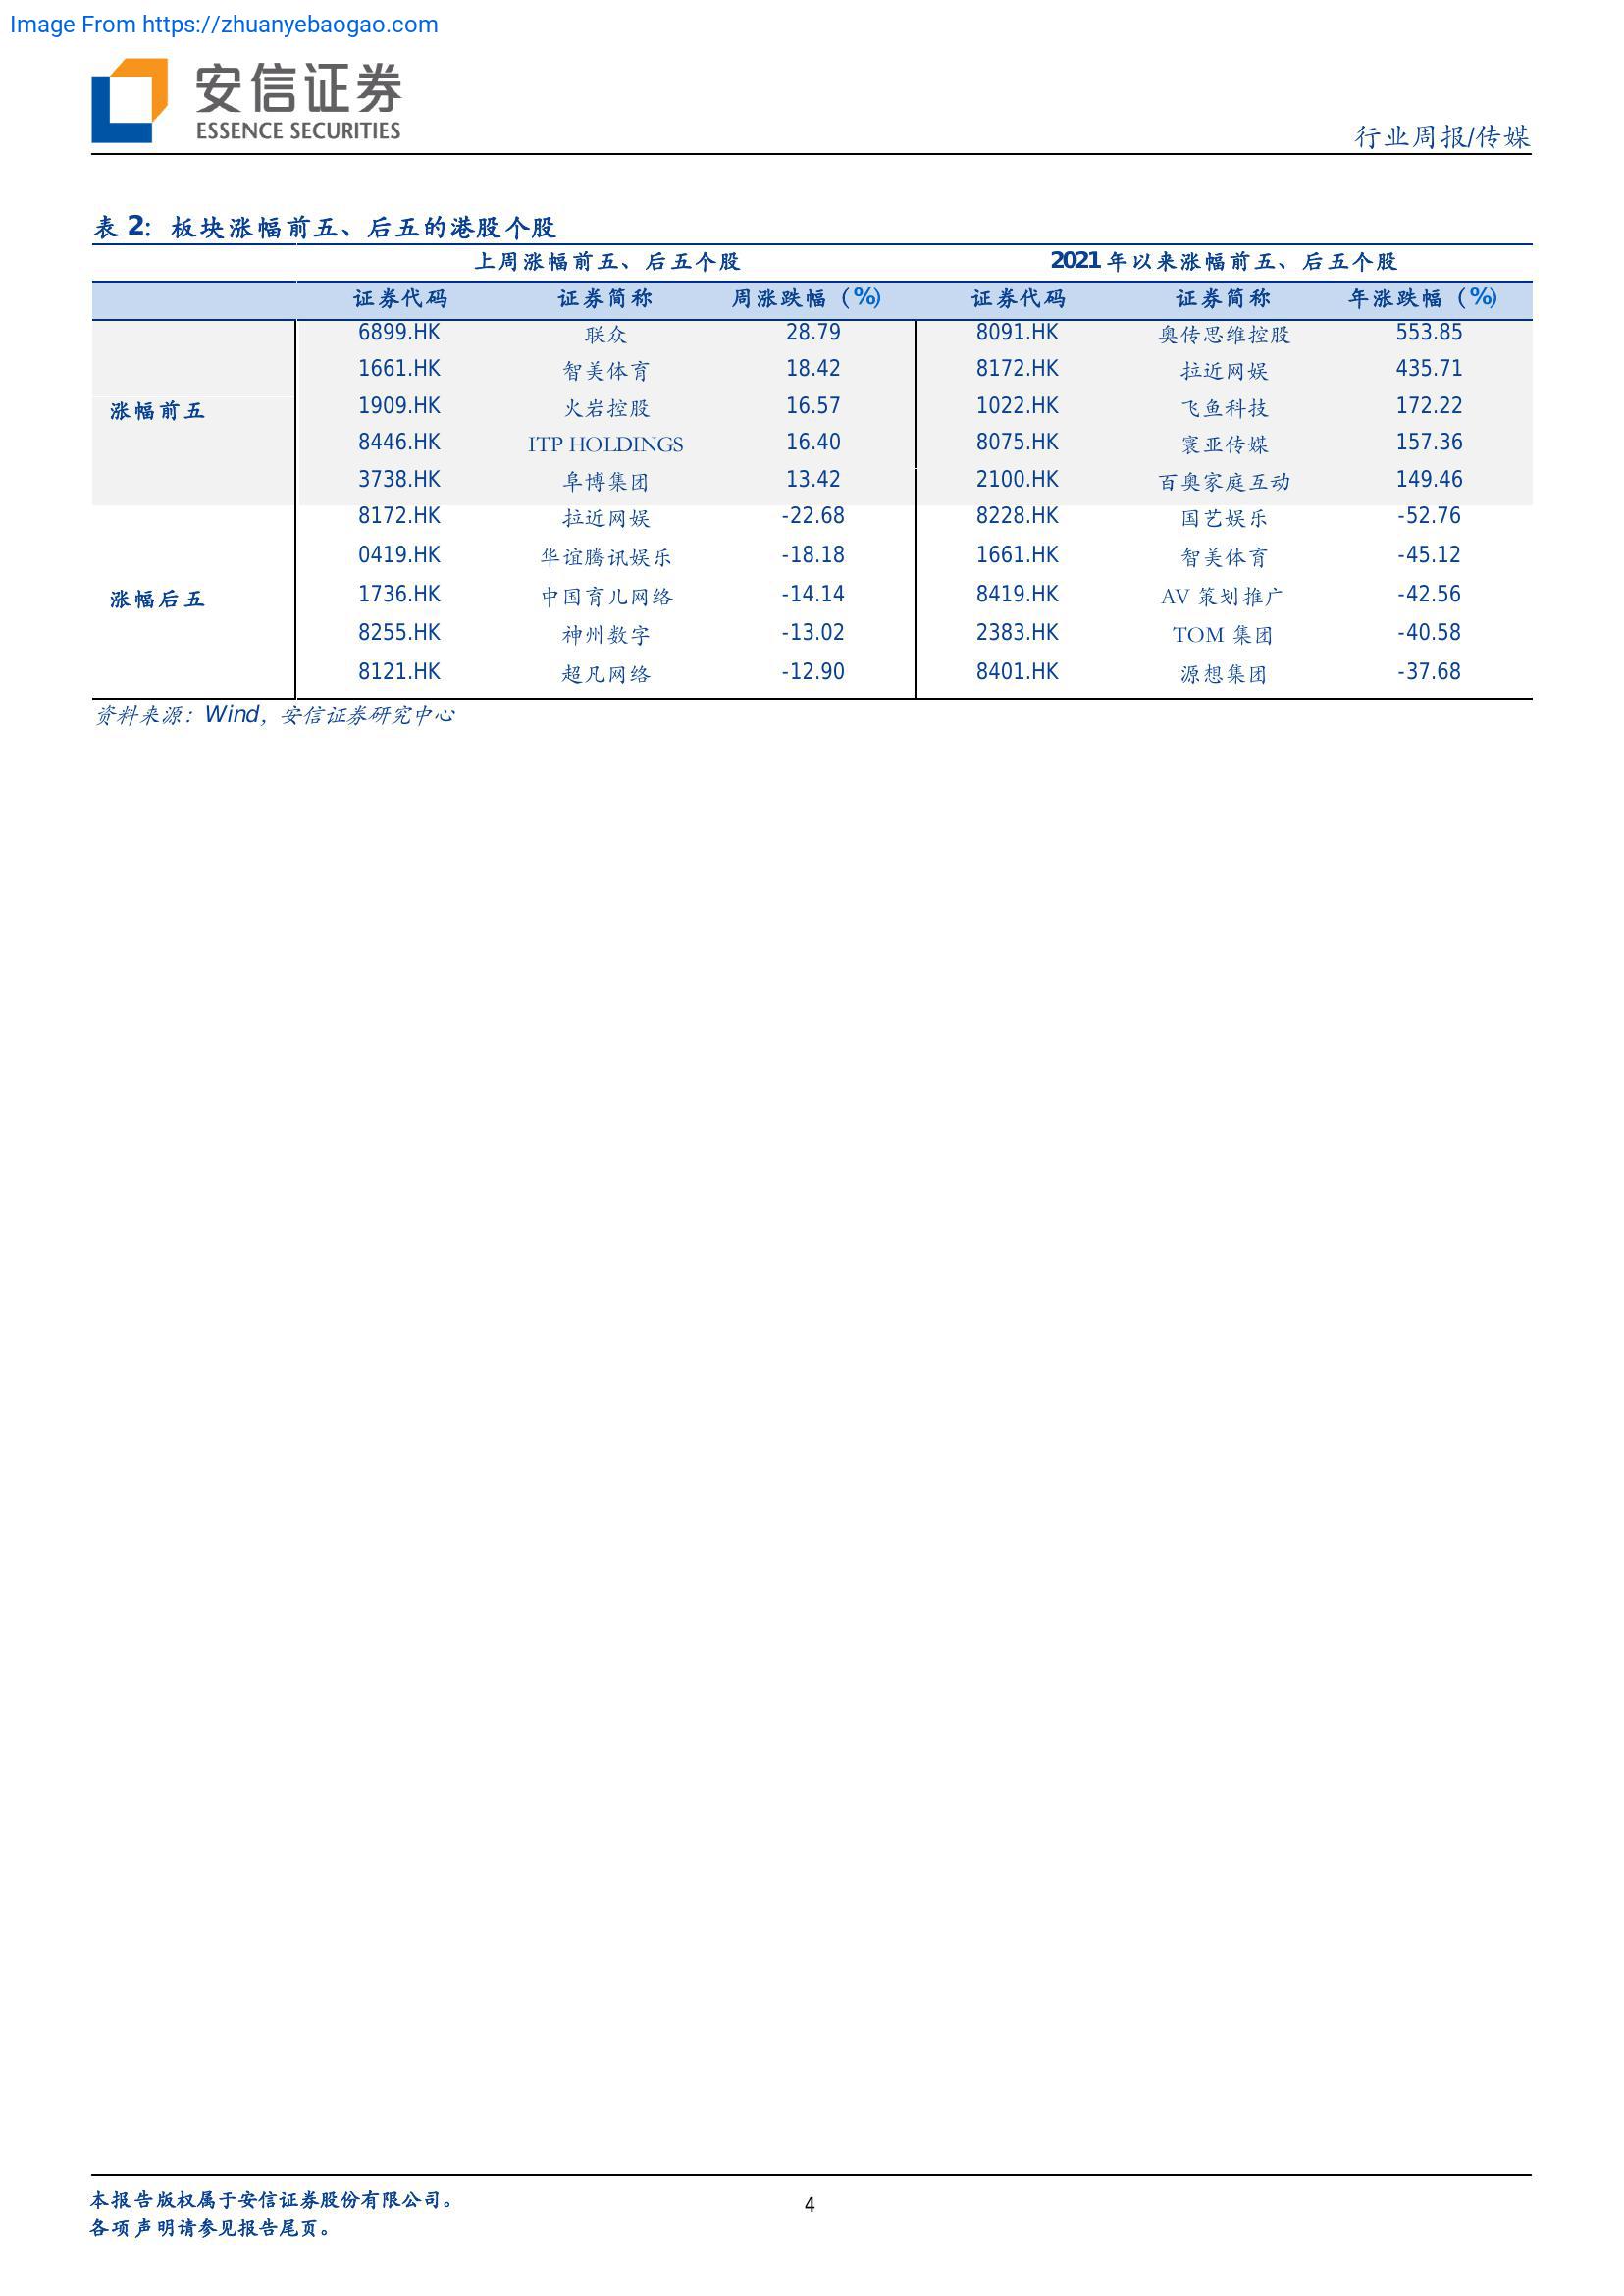 Image From https://zhuanyebaogao.com
安信证券
ESSENCE SECURITIES
行业周报/传媒
表 2：板块涨幅前五、后五的港股个股
上周涨幅前五、后五个股 2021 年以来涨幅前五、后五个股
证券代码 证券简称 周涨跌幅（%） 证券代码 证券简称 年涨跌幅（%）
涨幅前五
6899.HK 联众 28.79 8091.HK 奥传思维控股 553.85
1661.HK 智美体育 18.42 8172.HK 拉近网娱 435.71
1909.HK 火岩控股 16.57 1022.HK 飞鱼科技 172.22
8446.HK ITP HOLDINGS 16.40 8075.HK 寰亚传媒 157.36
3738.HK 阜博集团 13.42 2100.HK 百奥家庭互动 149.46
涨幅后五
8172.HK 拉近网娱 -22.68 8228.HK 国艺娱乐 -52.76
0419.HK 华谊腾讯娱乐 -18.18 1661.HK 智美体育 -45.12
1736.HK 中国育儿网络 -14.14 8419.HK AV 策划推广 -42.56
8255.HK 神州数字 -13.02 2383.HK TOM 集团 -40.58
8121.HK 超凡网络 -12.90 8401.HK 源想集团 -37.68
资料来源：Wind，安信证券研究中心
本报告版权属于安信证券股份有限公司。
各项声明请参见报告尾页。
4